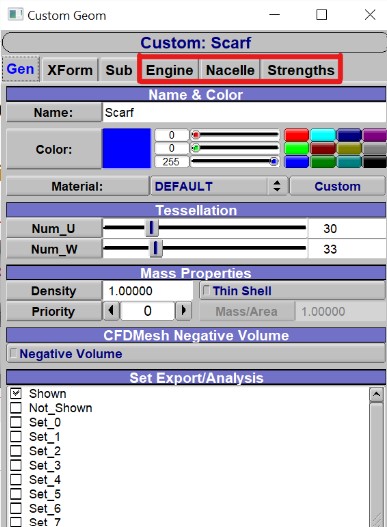 Custom Geom
Custom: Scarf
Gen XForm Sub Engine Nacelle Strengths
Name & Color
Name: Scarf
Color: 0
0
255
Material: DEFAULT Custom
Tessellation
Num_U 30
Num_W 33
Mass Properties
Density 1.00000 Thin Shell
Priority 0 Mass/Area 1.00000
CFDMesh Negative Volume
Negative Volume
Set Export/Analysis
Shown
Not_Shown
Set_0
Set_1
Set_2
Set_3
Set_4
Set_5
Set_6
Set_7